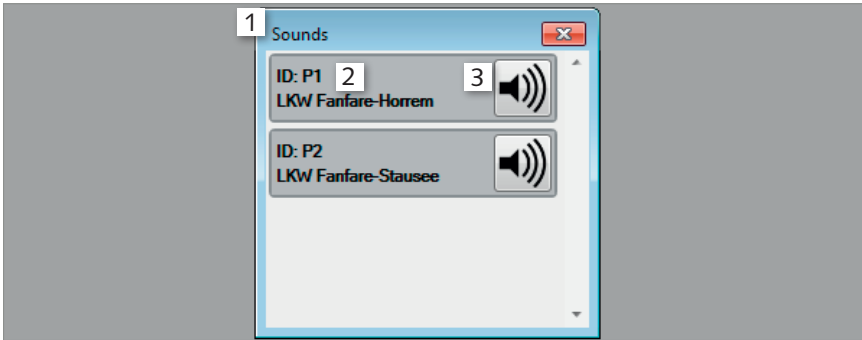 1
Sounds
ID: P1 2 3
LKW Fanfare-Horrem
ID: P2
LKW Fanfare-Stausee